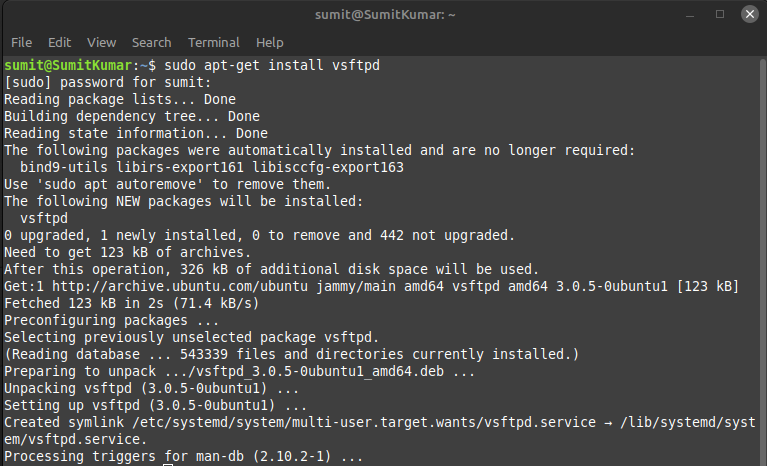 sumit@SumitKumar: ~
File Edit View Search Terminal Help
sumit@SumitKumar:~$ sudo apt-get install vsftpd
[sudo] password for sumit:
Reading package lists... Done
Building dependency tree... Done
Reading state information... Done
The following packages were automatically installed and are no longer required:
  bind9-utils libirs-export161 libisccfg-export163
Use 'sudo apt autoremove' to remove them.
The following NEW packages will be installed:
  vsftpd
0 upgraded, 1 newly installed, 0 to remove and 442 not upgraded.
Need to get 123 kB of archives.
After this operation, 326 kB of additional disk space will be used.
Get:1 http://archive.ubuntu.com/ubuntu jammy/main amd64 vsftpd amd64 3.0.5-0ubuntu1 [123 kB]
Fetched 123 kB in 2s (71.4 kB/s)
Preconfiguring packages ...
Selecting previously unselected package vsftpd.
(Reading database ... 543339 files and directories currently installed.)
Preparing to unpack .../vsftpd_3.0.5-0ubuntu1_amd64.deb ...
Unpacking vsftpd (3.0.5-0ubuntu1) ...
Setting up vsftpd (3.0.5-0ubuntu1) ...
Created symlink /etc/systemd/system/multi-user.target.wants/vsftpd.service → /lib/systemd/syst
em/vsftpd.service.
Processing triggers for man-db (2.10.2-1) ...